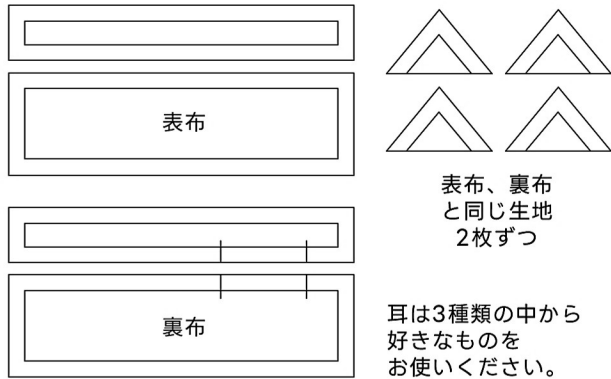 表布
表布、裏布
と同じ生地
2枚ずつ
裏布
耳は3種類の中から
好きなものを
お使いください。